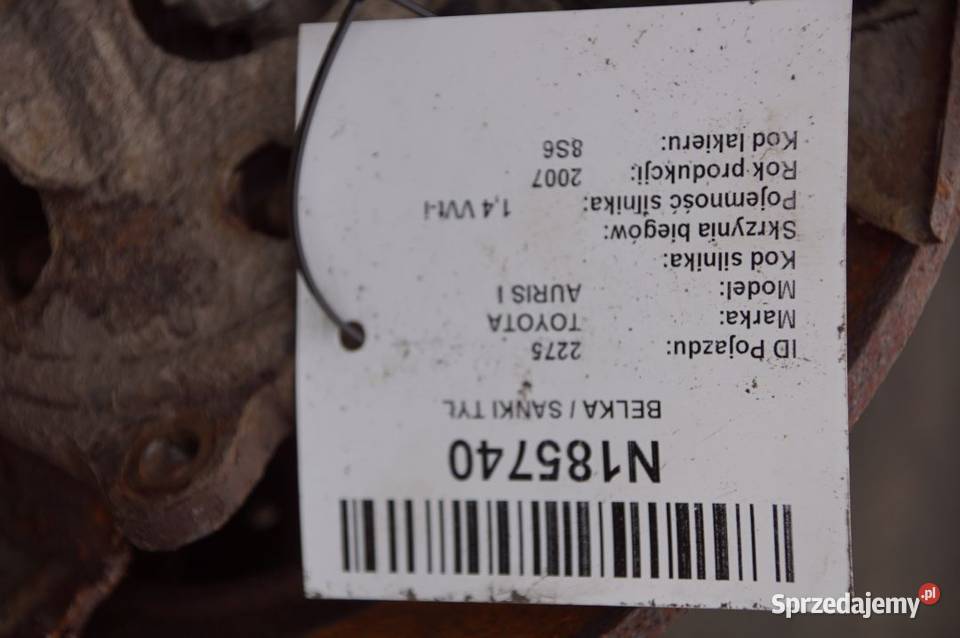 N185740
BELKA / SANKI TYŁ
ID Pojazdu: 2275
Marka: TOYOTA
Model: AURIS I
Kod silnika:
Skrzynia biegów:
Pojemność silnika: 1,4 VVt-i
Rok produkcji: 2007
Kod lakieru: 8S6
Sprzedajemy.pl